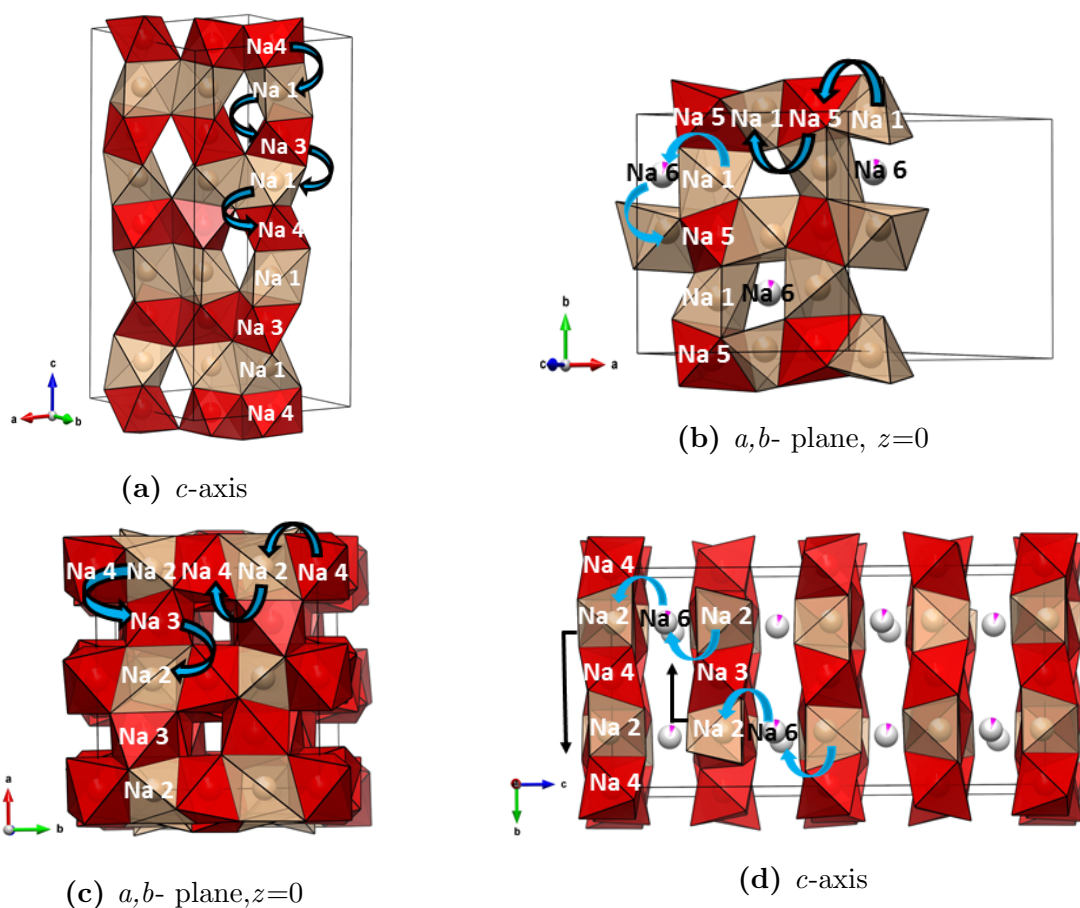 Na4
Na 1
Na 3
Na 1
Na 4
Na 1
Na 3
Na 1
Na 4
c
a
b
(a) c-axis
Na 5 Na 1 Na 5 Na 1
Na 6 Na 1 Na 6
Na 5
Na 1 Na 6
Na 5
b
c
a
(b) a,b- plane, z=0
Na 4 Na 2 Na 4 Na 2 Na 4
Na 3
Na 2
Na 3
Na 2
a
b
(c) a,b- plane,z=0
Na 4
Na 2 Na 6 Na 2
Na 4 Na 3
Na 2 Na 2 Na 6
Na 4
a
c
b
(d) c-axis